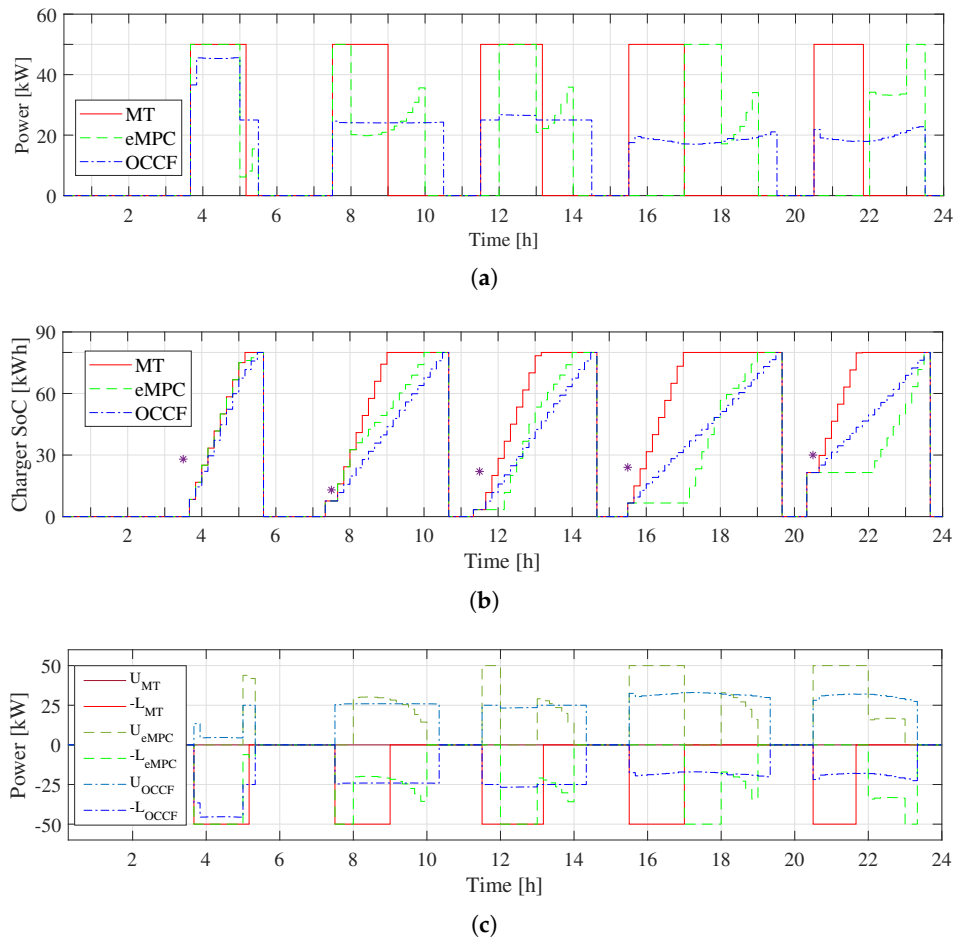 60
40
20
0
Power [kW]
MT
eMPC
OCCF
2 4 6 8 10 12 14 16 18 20 22 24
Time [h]
(a)
90
60
30
0
Charger SoC [kWh]
MT
eMPC
OCCF
2 4 6 8 10 12 14 16 18 20 22 24
Time [h]
(b)
50
25
0
-25
-50
Power [kW]
U_MT
-L_MT
U_eMPC
-L_eMPC
U_OCCF
-L_OCCF
2 4 6 8 10 12 14 16 18 20 22 24
Time [h]
(c)